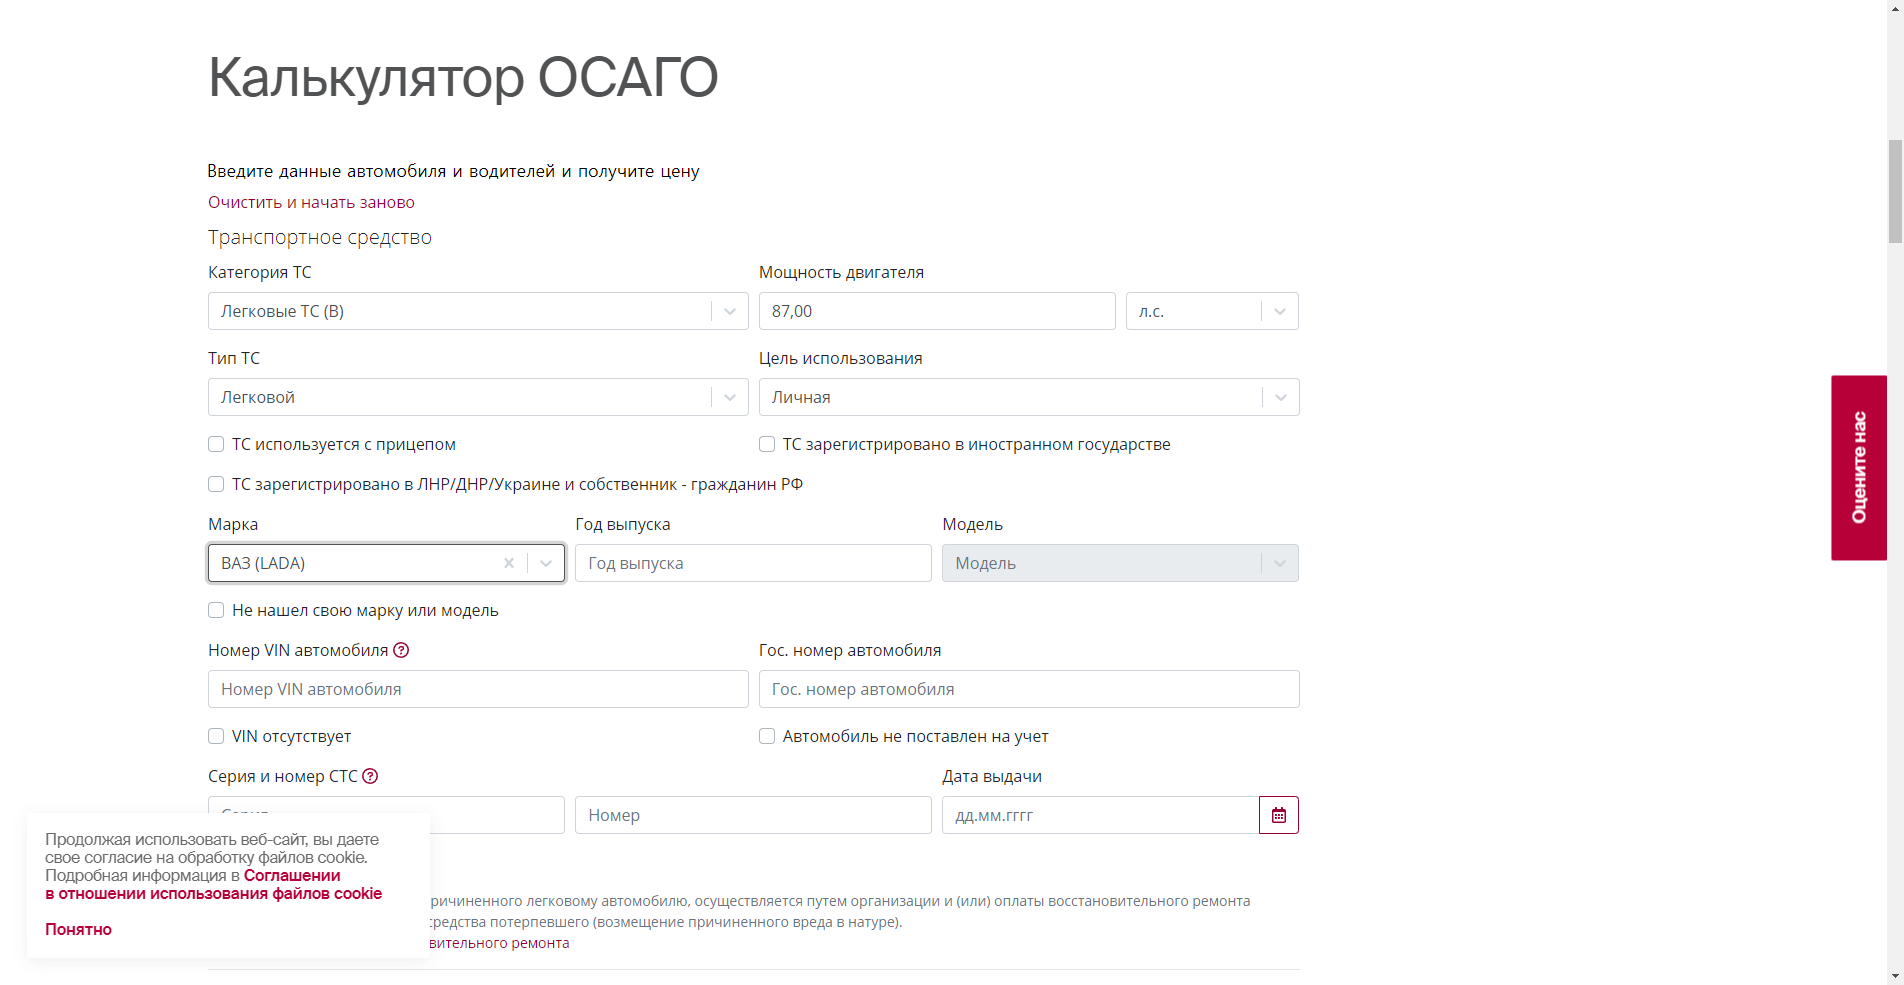 Калькулятор ОСАГО
Введите данные автомобиля и водителей и получите цену
Очистить и начать заново
Транспортное средство
Категория ТС
Мощность двигателя
Легковые ТС (B)
87,00
л.с.
Тип ТС
Цель использования
Легковой
Личная
ТС используется с прицепом
ТС зарегистрировано в иностранном государстве
ТС зарегистрировано в ЛНР/ДНР/Украине и собственник - гражданин РФ
Марка
Год выпуска
Модель
ВАЗ (LADA)
Год выпуска
Модель
Не нашел свою марку или модель
Номер VIN автомобиля
Гос. номер автомобиля
Номер VIN автомобиля
Гос. номер автомобиля
VIN отсутствует
Автомобиль не поставлен на учет
Серия и номер СТС
Дата выдачи
Номер
дд.мм.гггг
Продолжая использовать веб-сайт, вы даете
свое согласие на обработку файлов cookie.
Подробная информация в Соглашении
в отношении использования файлов cookie
Понятно
ричиненного легковому автомобилю, осуществляется путем организации и (или) оплаты восстановительного ремонта
средства потерпевшего (возмещение причиненного вреда в натуре).
вительного ремонта
Оцените нас